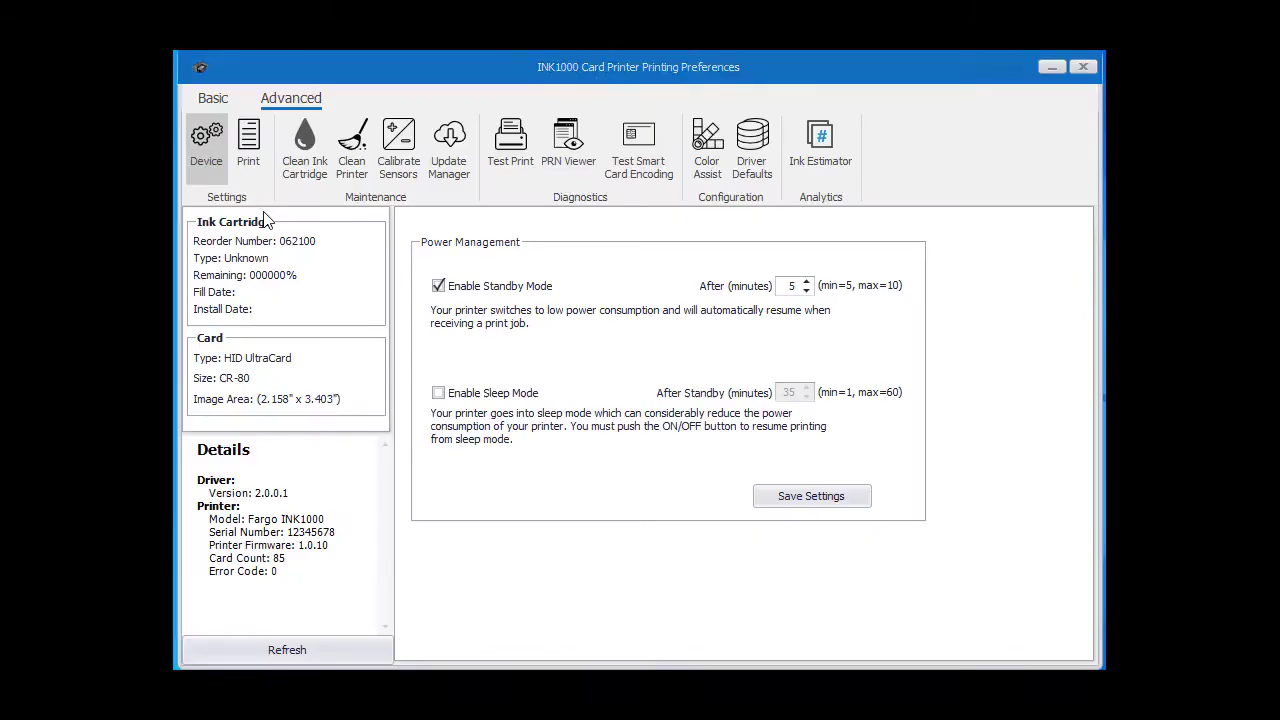 INK1000 Card Printer Printing Preferences
Basic
Advanced
Device
Print
Clean Ink
Cartridge
Clean
Printer
Calibrate
Sensors
Update
Manager
Test Print
PRN Viewer
Test Smart
Card Encoding
Color
Assist
Driver
Defaults
#
Ink Estimator
Settings
Maintenance
Diagnostics
Configuration
Analytics
Ink Cartridge
Reorder Number: 062100
Type: Unknown
Remaining: 000000%
Fill Date:
Install Date:
Card
Type: HID UltraCard
Size: CR-80
Image Area: (2.158" x 3.403")
Details
Driver:
Version: 2.0.0.1
Printer:
Model: Fargo INK1000
Serial Number: 12345678
Printer Firmware: 1.0.10
Card Count: 85
Error Code: 0
Refresh
Power Management
Enable Standby Mode After (minutes) 5 (min=5, max=10)
Your printer switches to low power consumption and will automatically resume when
receiving a print job.
Enable Sleep Mode After Standby (minutes) 35 (min=1, max=60)
Your printer goes into sleep mode which can considerably reduce the power
consumption of your printer. You must push the ON/OFF button to resume printing
from sleep mode.
Save Settings